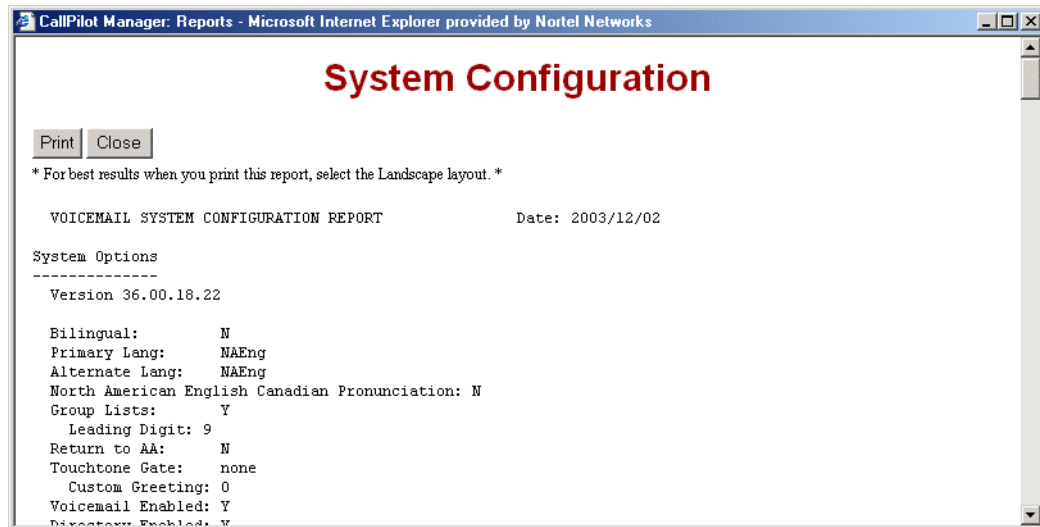 CallPilot Manager: Reports - Microsoft Internet Explorer provided by Nortel Networks
System Configuration
Print Close
* For best results when you print this report, select the Landscape layout. *
VOICEMAIL SYSTEM CONFIGURATION REPORT Date: 2003/12/02
System Options
--------------
Version 36.00.18.22
Bilingual: N
Primary Lang: NAEng
Alternate Lang: NAEng
North American English Canadian Pronunciation: N
Group Lists: Y
Leading Digit: 9
Return to AA: N
Touchtone Gate: none
Custom Greeting: 0
Voicemail Enabled: Y
Directory Enabled: Y